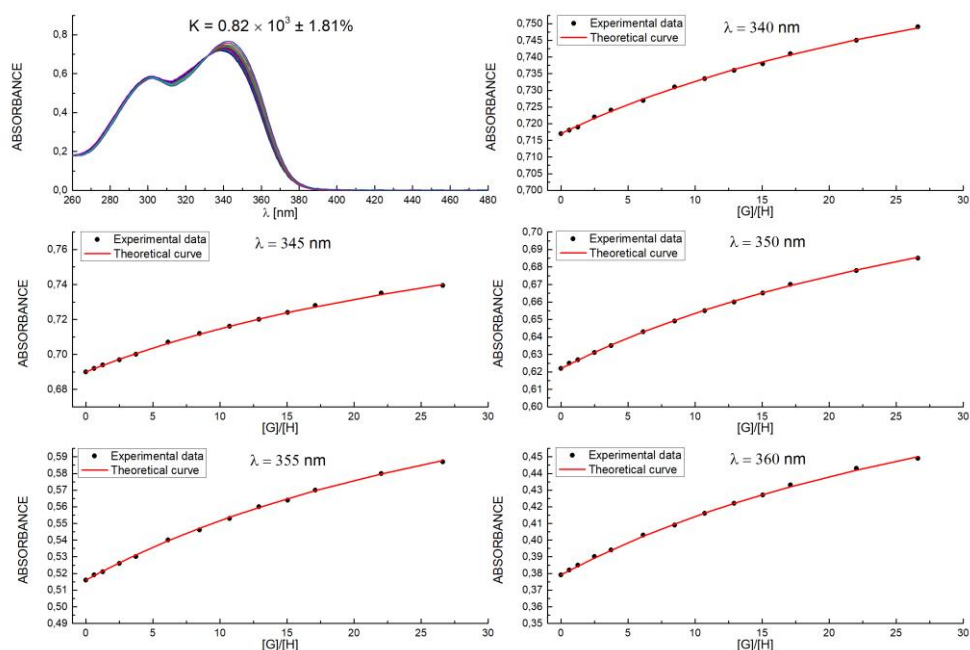 K = 0.82 × 10³ ± 1.81%
ABSORBANCE
0,8
0,6
0,4
0,2
0,0
260 280 300 320 340 360 380 400 420 440 460 480
λ [nm]
Experimental data
Theoretical curve
λ = 340 nm
ABSORBANCE
0,750
0,745
0,740
0,735
0,730
0,725
0,720
0,715
0,710
0,705
0,700
0 5 10 15 20 25 30
[G]/[H]
Experimental data
Theoretical curve
λ = 345 nm
ABSORBANCE
0,76
0,74
0,72
0,70
0,68
0 5 10 15 20 25 30
[G]/[H]
Experimental data
Theoretical curve
λ = 350 nm
ABSORBANCE
0,70
0,69
0,68
0,67
0,66
0,65
0,64
0,63
0,62
0,61
0,60
0 5 10 15 20 25 30
[G]/[H]
Experimental data
Theoretical curve
λ = 355 nm
ABSORBANCE
0,59
0,58
0,57
0,56
0,55
0,54
0,53
0,52
0,51
0,50
0,49
0 5 10 15 20 25 30
[G]/[H]
Experimental data
Theoretical curve
λ = 360 nm
ABSORBANCE
0,45
0,44
0,43
0,42
0,41
0,40
0,39
0,38
0,37
0,36
0,35
0 5 10 15 20 25 30
[G]/[H]